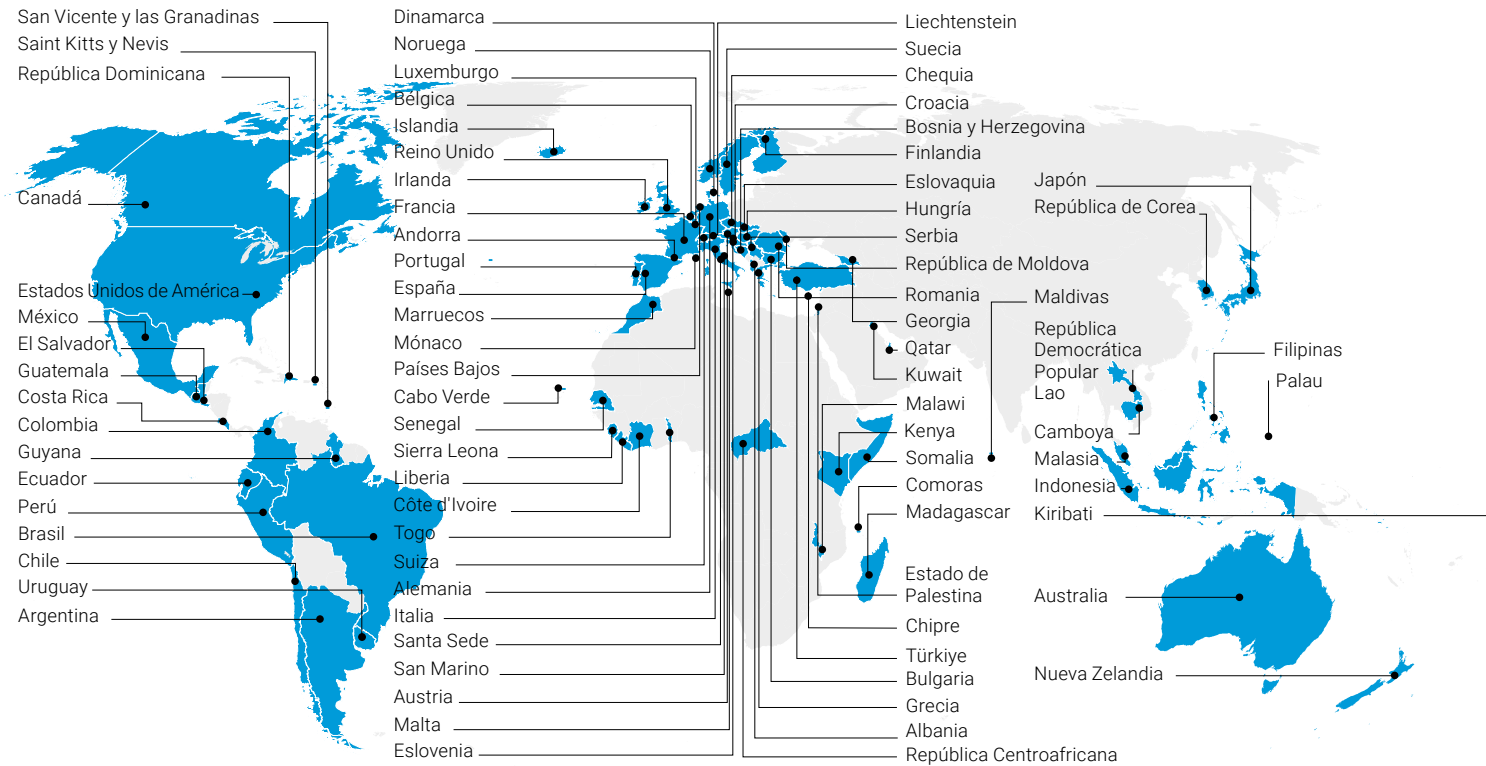 San Vicente y las Granadinas
Saint Kitts y Nevis
República Dominicana
Canadá
Estados Unidos de América
México
El Salvador
Guatemala
Costa Rica
Colombia
Guyana
Ecuador
Perú
Brasil
Chile
Uruguay
Argentina
Dinamarca
Noruega
Luxemburgo
Bélgica
Islandia
Reino Unido
Irlanda
Francia
Andorra
Portugal
España
Marruecos
Mónaco
Países Bajos
Cabo Verde
Senegal
Sierra Leona
Liberia
Côte d'Ivoire
Togo
Suiza
Alemania
Italia
Santa Sede
San Marino
Austria
Malta
Eslovenia
Liechtenstein
Suecia
Chequia
Croacia
Bosnia y Herzegovina
Finlandia
Eslovaquia
Hungría
Serbia
República de Moldova
Romania
Georgia
Qatar
Kuwait
Malawi
Kenya
Somalia
Comoras
Madagascar
Estado de
Palestina
Chipre
Türkiye
Bulgaria
Grecia
Albania
República Centroafricana
Japón
República de Corea
Maldivas
República
Democrática
Popular
Lao
Camboya
Malasia
Indonesia
Kiribati
Australia
Nueva Zelandia
Filipinas
Palau